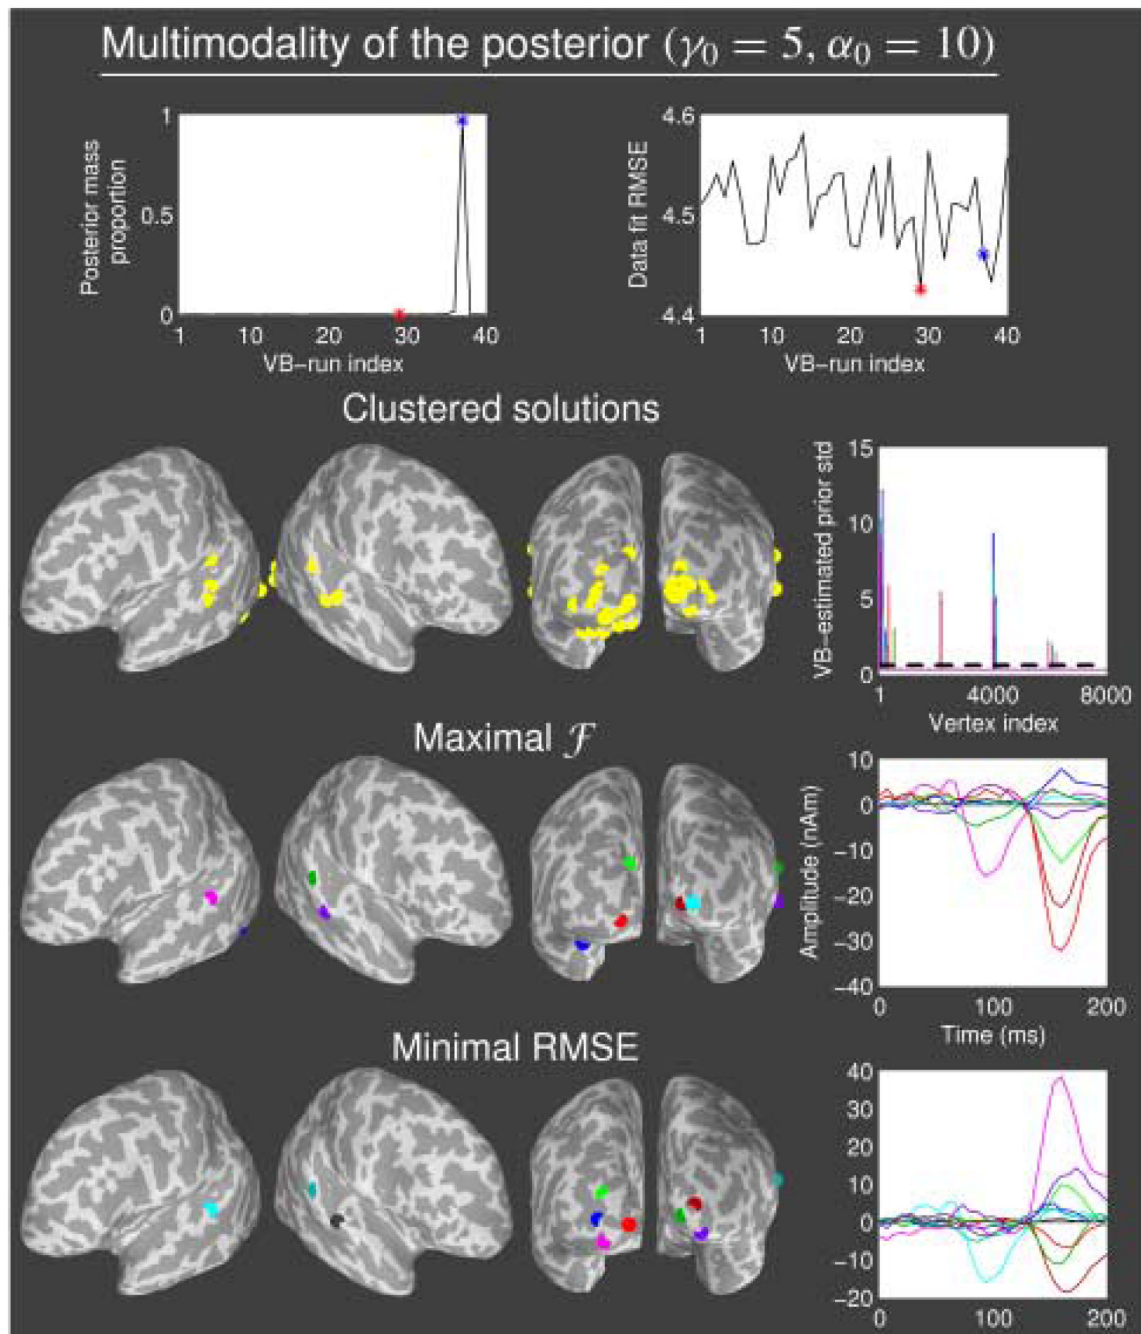 Multimodality of the posterior (γ₀ = 5, α₀ = 10)
Posterior mass
proportion
1
0.5
0
1 10 20 30 40
VB−run index
Data fit RMSE
4.6
4.5
4.4
1 10 20 30 40
VB−run index
Clustered solutions
VB−estimated prior std
15
10
5
0
1 4000 8000
Vertex index
Maximal ℱ
Amplitude (nAm)
10
0
−10
−20
−30
−40
0 100 200
Time (ms)
Minimal RMSE
40
30
20
10
0
−10
−20
0 100 200